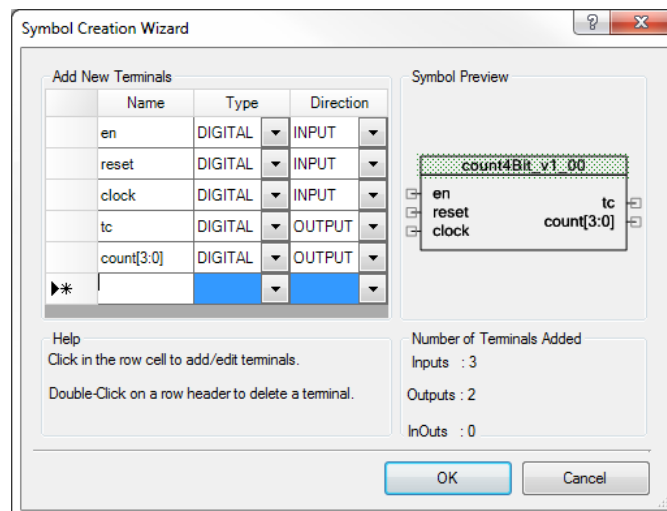 Symbol Creation Wizard
Add New Terminals
Name Type Direction
en DIGITAL INPUT
reset DIGITAL INPUT
clock DIGITAL INPUT
tc DIGITAL OUTPUT
count[3:0] DIGITAL OUTPUT
Symbol Preview
count4Bit_v1_00
en
reset
clock
tc
count[3:0]
Help
Click in the row cell to add/edit terminals.
Double-Click on a row header to delete a terminal.
Number of Terminals Added
Inputs : 3
Outputs : 2
InOuts : 0
OK Cancel